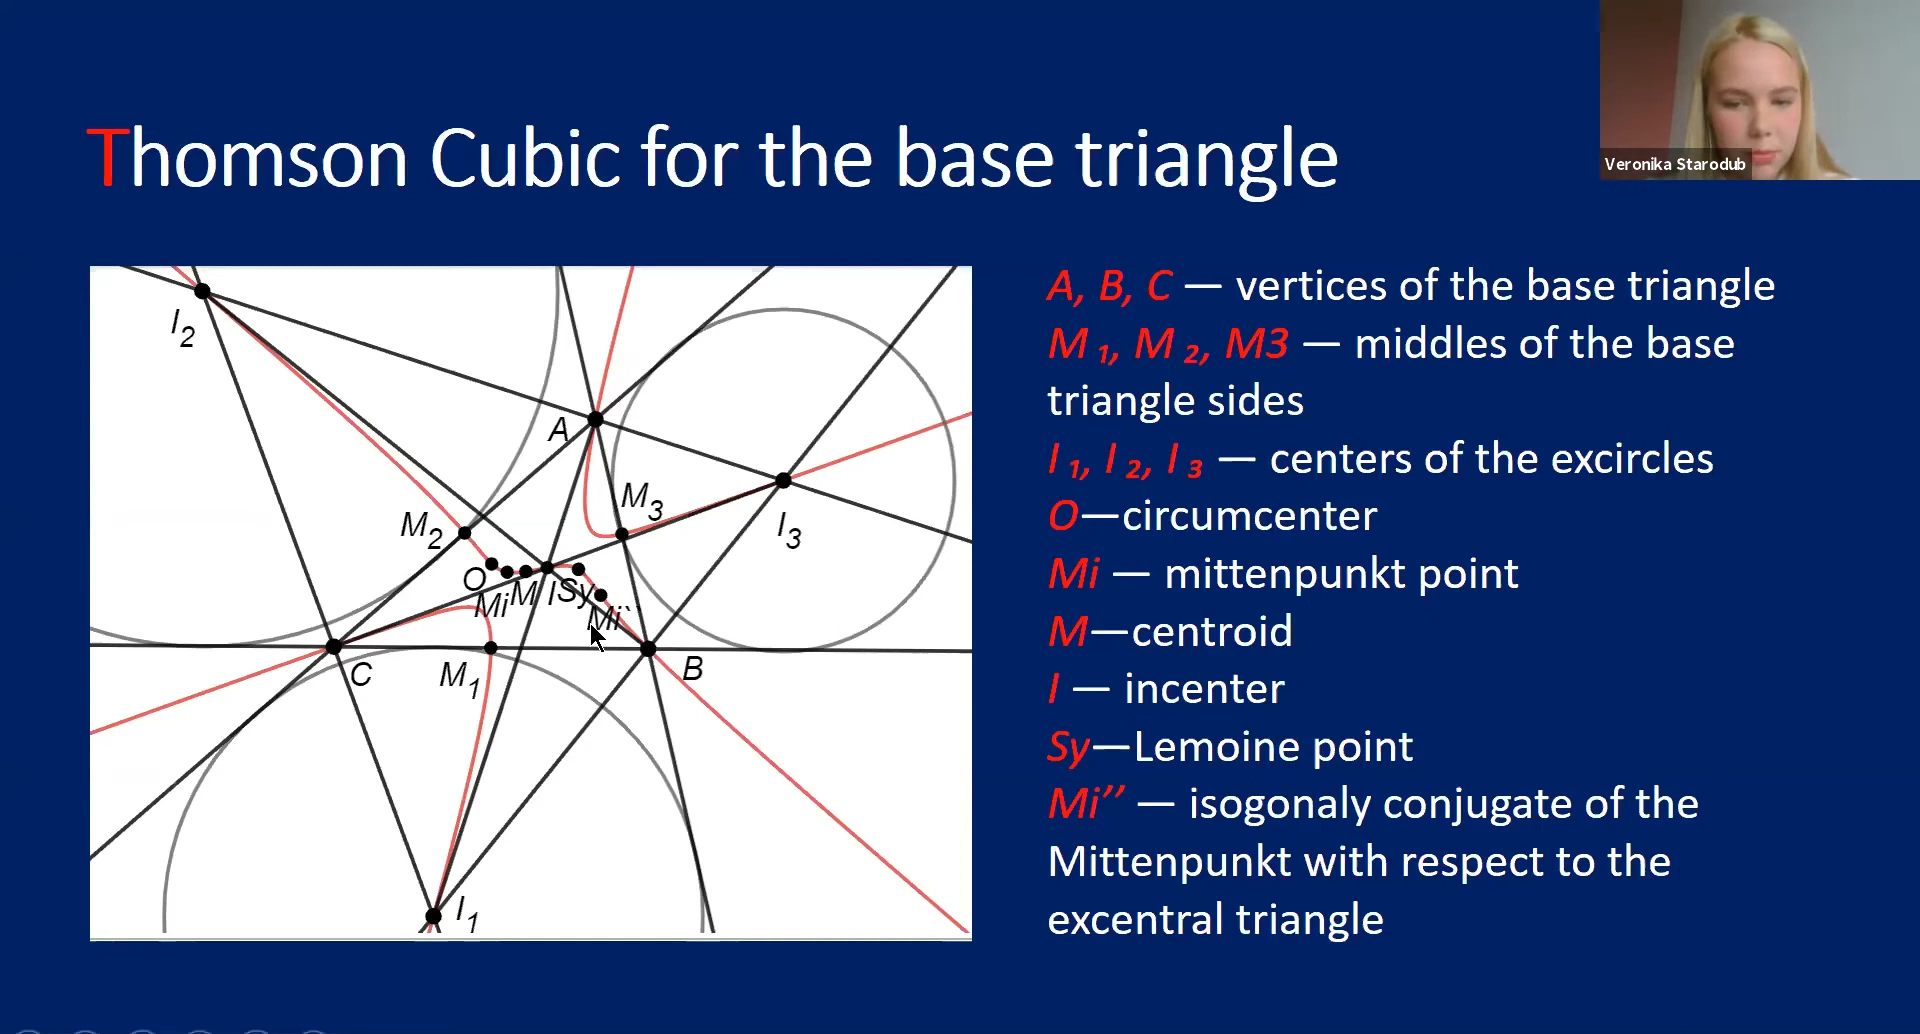 Thomson Cubic for the base triangle
Veronika Starodub
A, B, C — vertices of the base triangle
M ₁, M ₂, M3 — middles of the base
triangle sides
I ₁, I ₂, I ₃ — centers of the excircles
O—circumcenter
Mi — mittenpunkt point
M—centroid
I — incenter
Sy—Lemoine point
Mi’’ — isogonaly conjugate of the
Mittenpunkt with respect to the
excentral triangle
I₂
A
M₃
M₂
I₃
O
Mi
M
I
Sy
Mi``
C
M₁
B
I₁